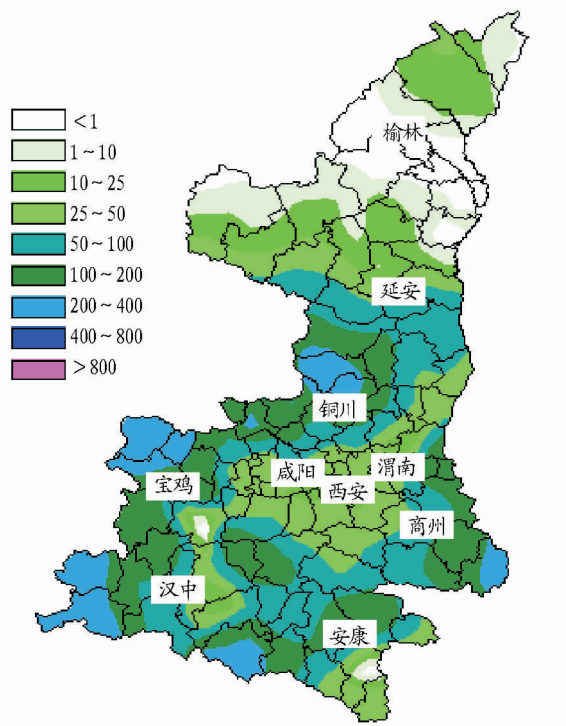 <1
1~10
10~25
25~50
50~100
100~200
200~400
400~800
>800
榆林
延安
铜川
咸阳
渭南
宝鸡
西安
商州
汉中
安康